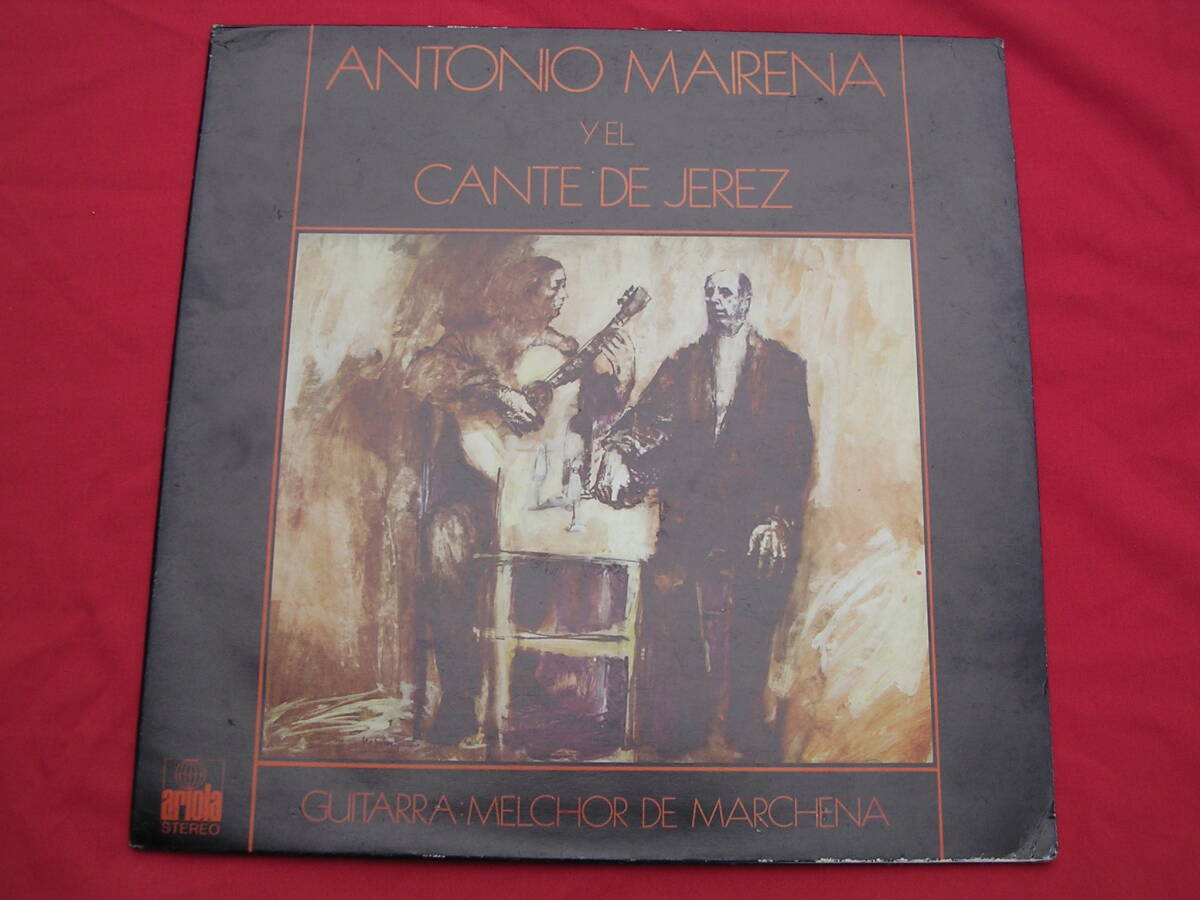 ANTONIO MAIRENA
Y EL
CANTE DE JEREZ
GUITARRA·MELCHOR DE MARCHENA
ariola
STEREO